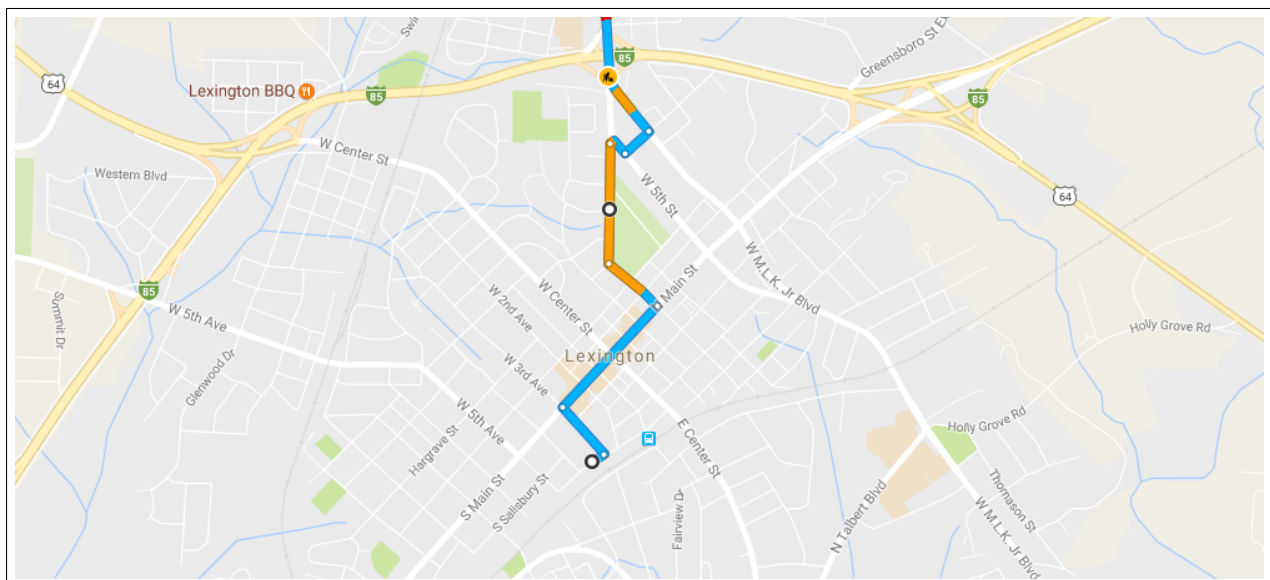 Swi
Greensboro St Ex
85
64
Lexington BBQ
85
85
W Center St
Western Blvd
W 5th St
64
Main St
W M.L.K. Jr Blvd
85
W 5th Ave
Summit Dr
W 2nd Ave
W Center St
Holly Grove Rd
Lexington
Glenwood Dr
W 3rd Ave
W 5th Ave
Hargrave St
E Center St
Holly Grove Rd
S Main St
S Salisbury St
Fairview Dr
N Talbert Blvd
Thomason St
W M.L.K. Jr Blvd